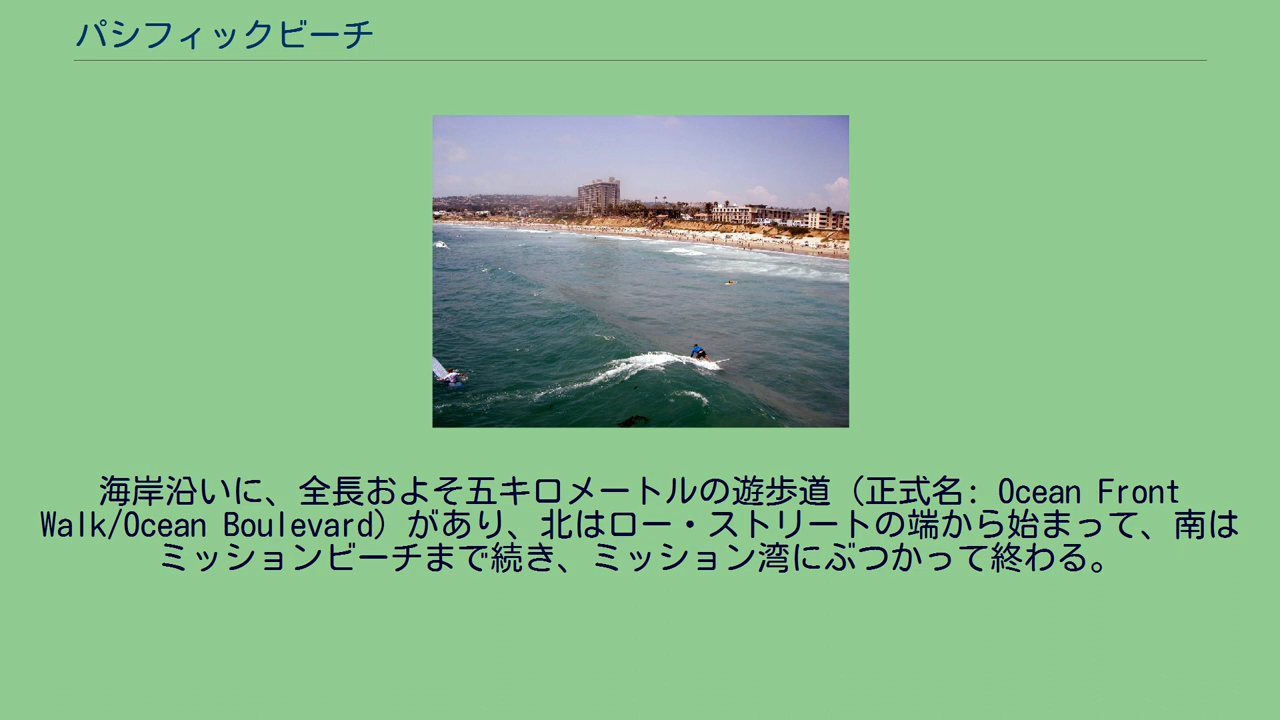 パシフィックビーチ
海岸沿いに、全長およそ五キロメートルの遊歩道（正式名: Ocean Front
Walk/Ocean Boulevard）があり、北はロー・ストリートの端から始まって、南は
ミッションビーチまで続き、ミッション湾にぶつかって終わる。